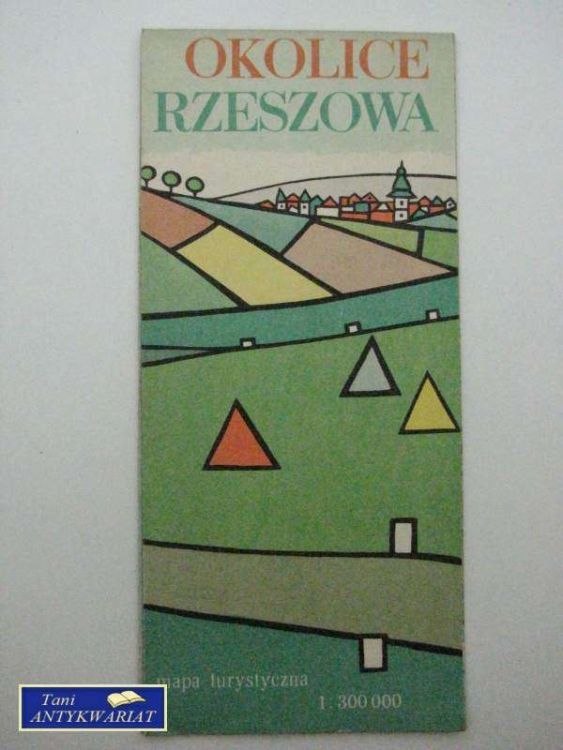 OKOLICE
RZESZOWA
mapa turystyczna
1:300 000
Tani
ANTYKWARIAT